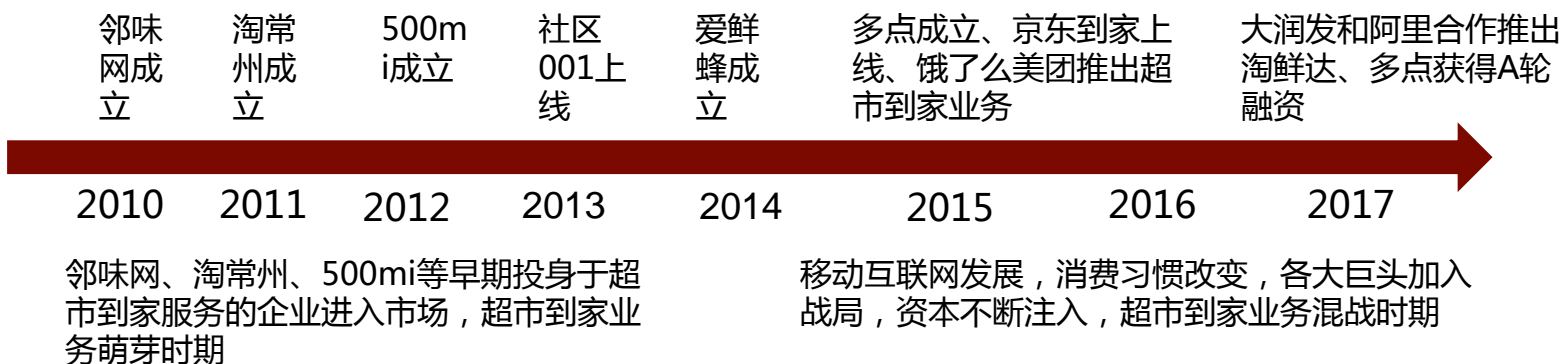 邻味
网成
立
淘常
州成
立
500m
i成立
社区
001上
线
爱鲜
蜂成
立
多点成立、京东到家上
线、饿了么美团推出超
市到家业务
大润发和阿里合作推出
淘鲜达、多点获得A轮
融资
2010
2011
2012
2013
2014
2015
2016
2017
邻味网、淘常州、500mi等早期投身于超
市到家服务的企业进入市场，超市到家业
务萌芽时期
移动互联网发展，消费习惯改变，各大巨头加入
战局，资本不断注入，超市到家业务混战时期